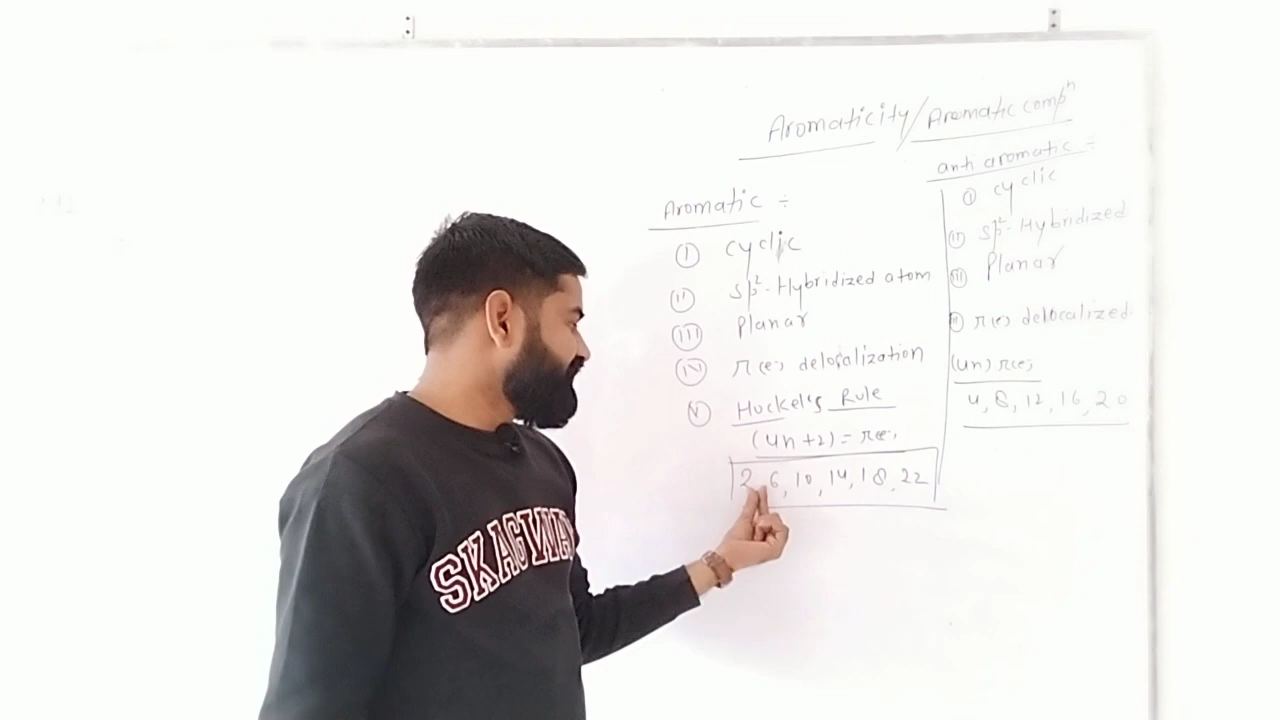 Aromaticity/Aromatic compⁿ
Aromatic ÷
(I) cyclic
(II) sp²-Hybridized atom
(III) Planar
(IV) π(e-) delocalization
(V) Huckel's Rule
(4n+2) = πe-
2, 6, 10, 14, 18, 22
anti aromatic ÷
(I) cyclic
(II) sp²-Hybridized
(III) Planar
π(e) delocalized.
(4n) π(e-)
4, 8, 12, 16, 20
SKAGWAY